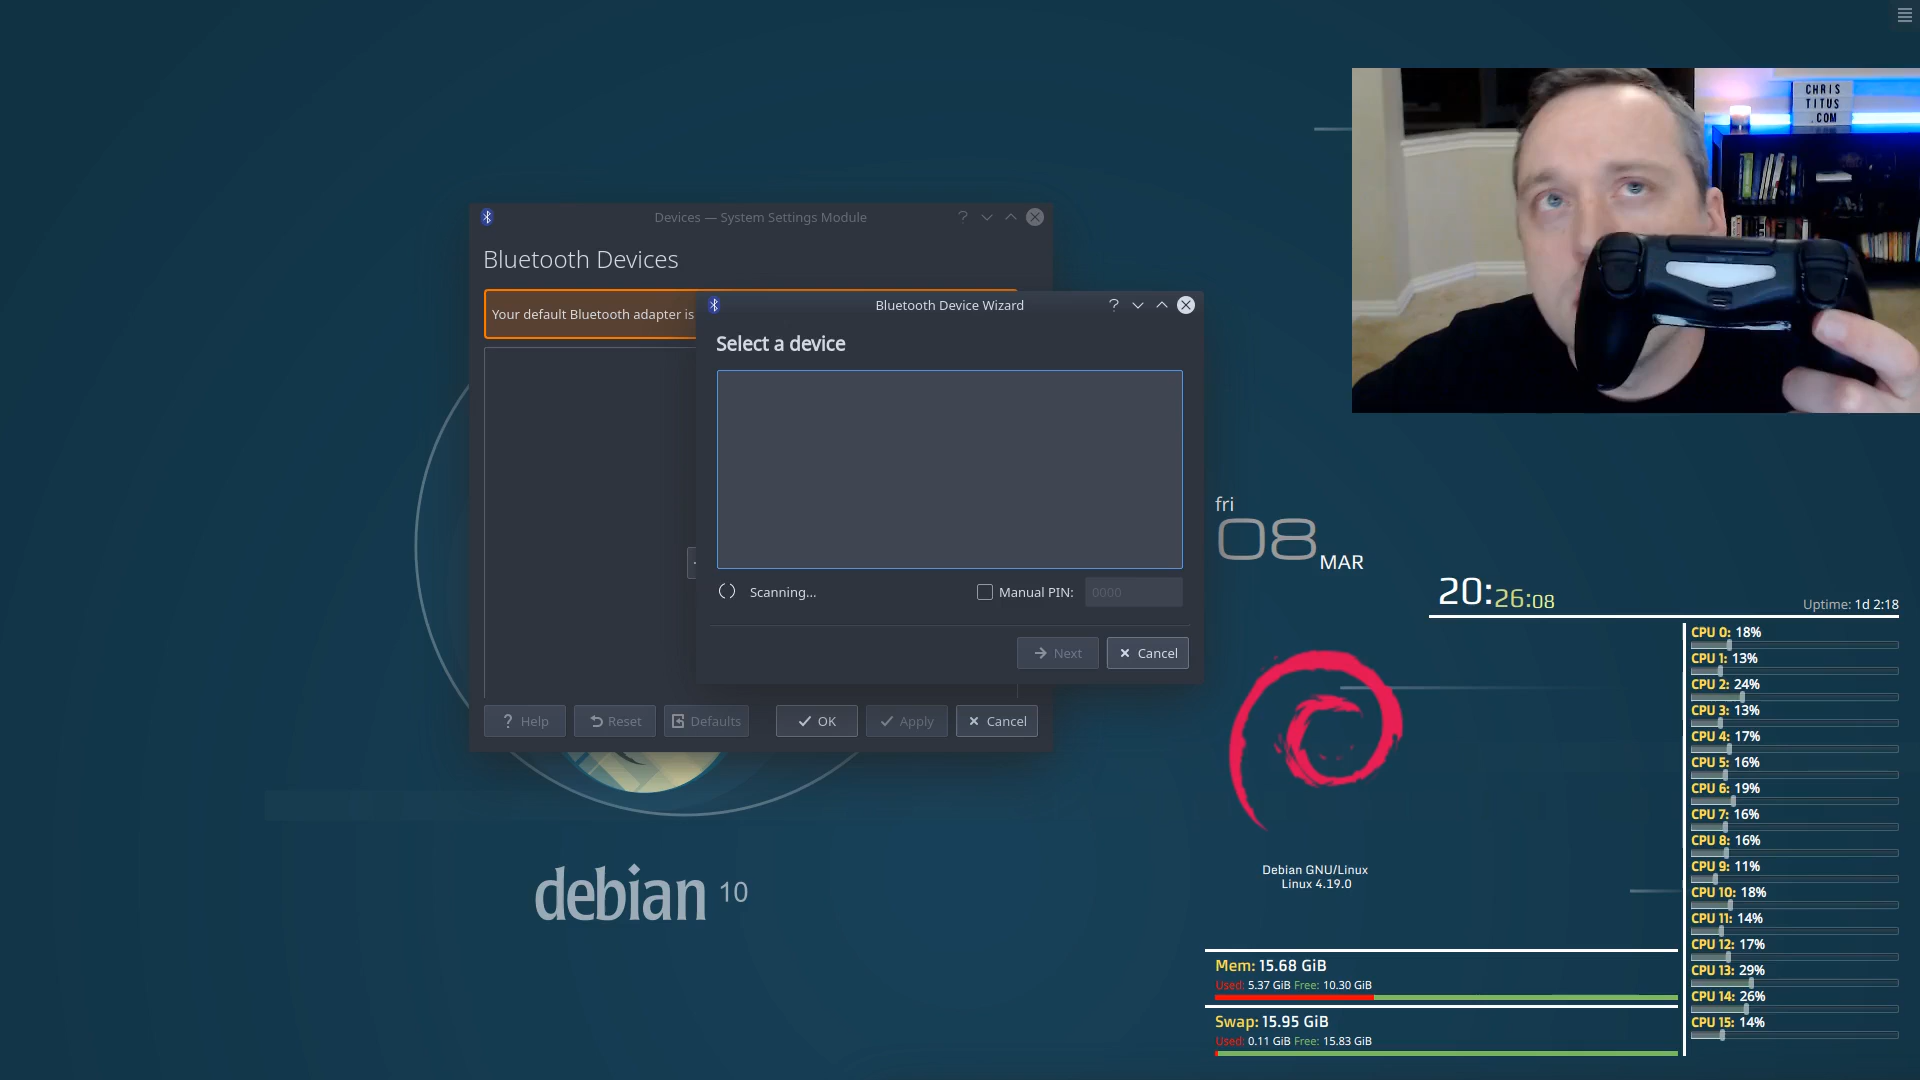 CHRIS
TITUS
.COM
Devices — System Settings Module
Bluetooth Devices
Your default Bluetooth adapter is
Bluetooth Device Wizard
Select a device
Scanning...
Manual PIN:
0000
Next
Cancel
Help
Reset
Defaults
OK
Apply
Cancel
debian 10
fri
08
MAR
20:26:08
Uptime: 1d 2:18
CPU 0: 18%
CPU 1: 13%
CPU 2: 24%
CPU 3: 13%
CPU 4: 17%
CPU 5: 16%
CPU 6: 19%
CPU 7: 16%
CPU 8: 16%
CPU 9: 11%
CPU 10: 18%
CPU 11: 14%
CPU 12: 17%
CPU 13: 29%
CPU 14: 26%
CPU 15: 14%
Debian GNU/Linux
Linux 4.19.0
Mem: 15.68 GiB
Used: 5.37 GiB Free: 10.30 GiB
Swap: 15.95 GiB
Used: 0.11 GiB Free: 15.83 GiB